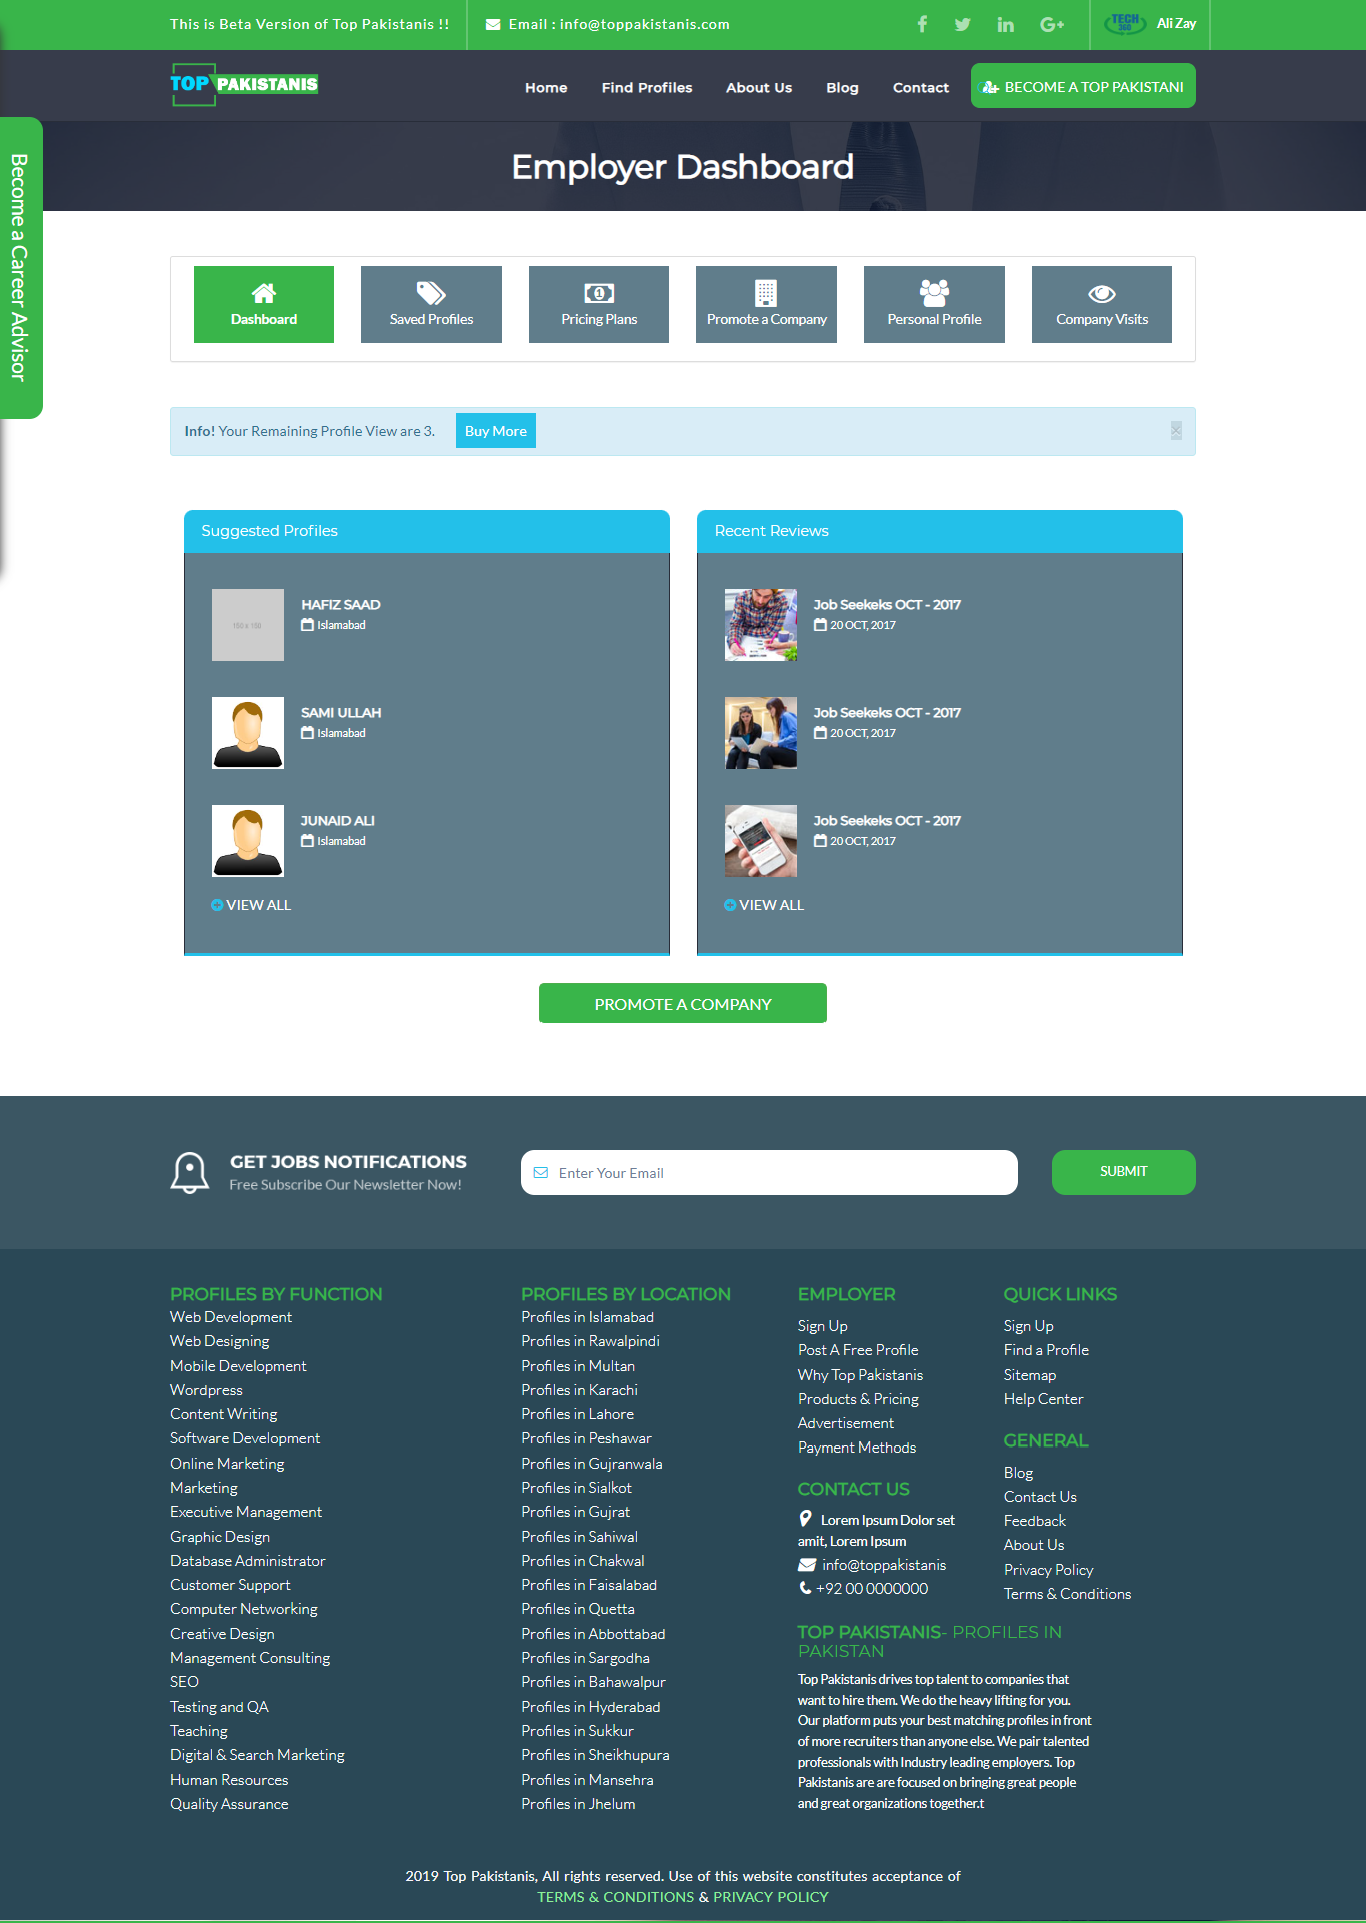 This is Beta Version of Top Pakistanis !!
Email : info@toppakistanis.com
TECH 360
Ali Zay
TOP PAKISTANIS
Home
Find Profiles
About Us
Blog
Contact
BECOME A TOP PAKISTANI
Become a Career Advisor
Employer Dashboard
Dashboard
Saved Profiles
Pricing Plans
Promote a Company
Personal Profile
Company Visits
Info! Your Remaining Profile View are 3.
Buy More
×
Suggested Profiles
HAFIZ SAAD
Islamabad
SAMI ULLAH
Islamabad
JUNAID ALI
Islamabad
VIEW ALL
Recent Reviews
Job Seekeks OCT - 2017
20 OCT, 2017
Job Seekeks OCT - 2017
20 OCT, 2017
Job Seekeks OCT - 2017
20 OCT, 2017
VIEW ALL
PROMOTE A COMPANY
GET JOBS NOTIFICATIONS
Free Subscribe Our Newsletter Now!
Enter Your Email
SUBMIT
PROFILES BY FUNCTION
Web Development
Web Designing
Mobile Development
Wordpress
Content Writing
Software Development
Online Marketing
Marketing
Executive Management
Graphic Design
Database Administrator
Customer Support
Computer Networking
Creative Design
Management Consulting
SEO
Testing and QA
Teaching
Digital & Search Marketing
Human Resources
Quality Assurance
PROFILES BY LOCATION
Profiles in Islamabad
Profiles in Rawalpindi
Profiles in Multan
Profiles in Karachi
Profiles in Lahore
Profiles in Peshawar
Profiles in Gujranwala
Profiles in Sialkot
Profiles in Gujrat
Profiles in Sahiwal
Profiles in Chakwal
Profiles in Faisalabad
Profiles in Quetta
Profiles in Abbottabad
Profiles in Sargodha
Profiles in Bahawalpur
Profiles in Hyderabad
Profiles in Sukkur
Profiles in Sheikhupura
Profiles in Mansehra
Profiles in Jhelum
EMPLOYER
Sign Up
Post A Free Profile
Why Top Pakistanis
Products & Pricing
Advertisement
Payment Methods
CONTACT US
Lorem Ipsum Dolor set
amit, Lorem Ipsum
info@toppakistanis
+92 00 0000000
QUICK LINKS
Sign Up
Find a Profile
Sitemap
Help Center
GENERAL
Blog
Contact Us
Feedback
About Us
Privacy Policy
Terms & Conditions
TOP PAKISTANIS- PROFILES IN
PAKISTAN
Top Pakistanis drives top talent to companies that
want to hire them. We do the heavy lifting for you.
Our platform puts your best matching profiles in front
of more recruiters than anyone else. We pair talented
professionals with Industry leading employers. Top
Pakistanis are are focused on bringing great people
and great organizations together.t
2019 Top Pakistanis, All rights reserved. Use of this website constitutes acceptance of
TERMS & CONDITIONS & PRIVACY POLICY